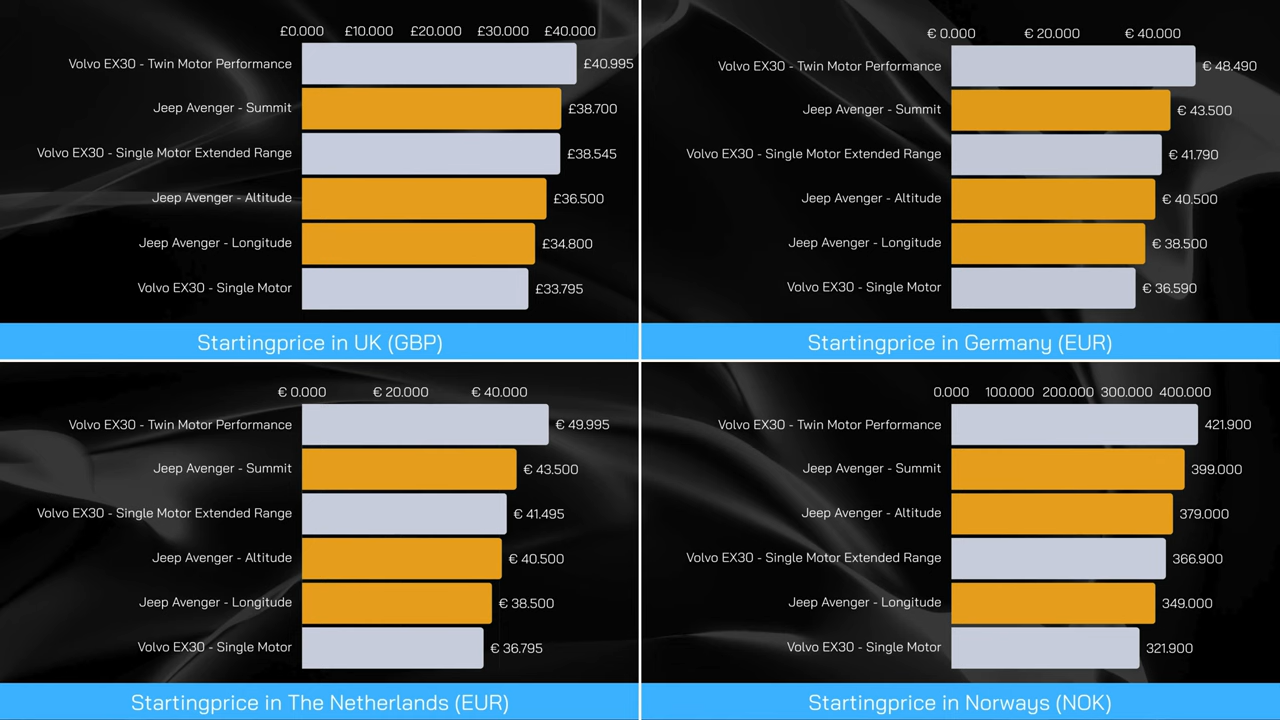 £0.000 £10.000 £20.000 £30.000 £40.000
Volvo EX30 - Twin Motor Performance £40.995
Jeep Avenger - Summit £38.700
Volvo EX30 - Single Motor Extended Range £38.545
Jeep Avenger - Altitude £36.500
Jeep Avenger - Longitude £34.800
Volvo EX30 - Single Motor £33.795
Startingprice in UK (GBP)
€ 0.000 € 20.000 € 40.000
Volvo EX30 - Twin Motor Performance € 48.490
Jeep Avenger - Summit € 43.500
Volvo EX30 - Single Motor Extended Range € 41.790
Jeep Avenger - Altitude € 40.500
Jeep Avenger - Longitude € 38.500
Volvo EX30 - Single Motor € 36.590
Startingprice in Germany (EUR)
€ 0.000 € 20.000 € 40.000
Volvo EX30 - Twin Motor Performance € 49.995
Jeep Avenger - Summit € 43.500
Volvo EX30 - Single Motor Extended Range € 41.495
Jeep Avenger - Altitude € 40.500
Jeep Avenger - Longitude € 38.500
Volvo EX30 - Single Motor € 36.795
Startingprice in The Netherlands (EUR)
0.000 100.000 200.000 300.000 400.000
Volvo EX30 - Twin Motor Performance 421.900
Jeep Avenger - Summit 399.000
Jeep Avenger - Altitude 379.000
Volvo EX30 - Single Motor Extended Range 366.900
Jeep Avenger - Longitude 349.000
Volvo EX30 - Single Motor 321.900
Startingprice in Norways (NOK)